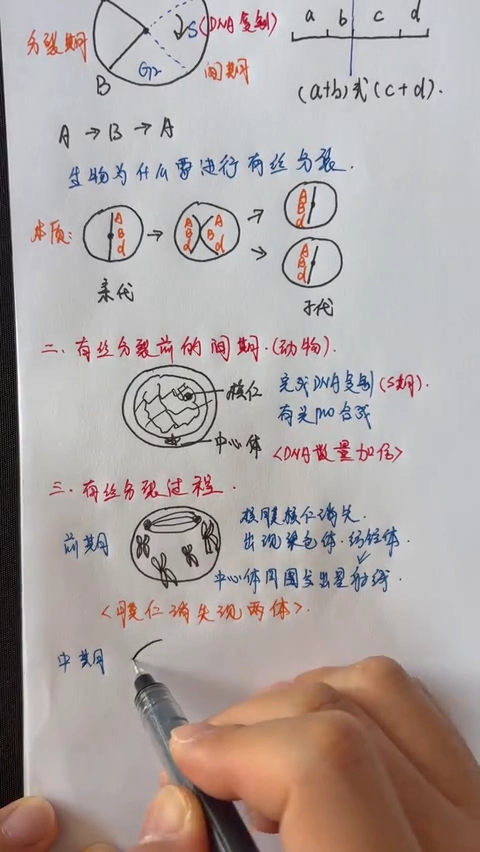 a b c d
S(DNA复制)
分裂期
G₂
间期
B
(a+b)或(c+d).
A → B → A
生物为什么要进行有丝分裂.
本质:
A
B
d
A
B
d
A
B
d
A
B
d
A
B
d
亲代
子代
二. 有丝分裂前的间期.(动物).
核仁
完成DNA复制(S期).
有关pro合成
中心体
<DNA数量加倍>
三. 有丝分裂过程.
核膜核仁消失.
前期
出现染色体.纺锤体.
中心体周围发出星射线.
<膜仁消失现两体>.
中期